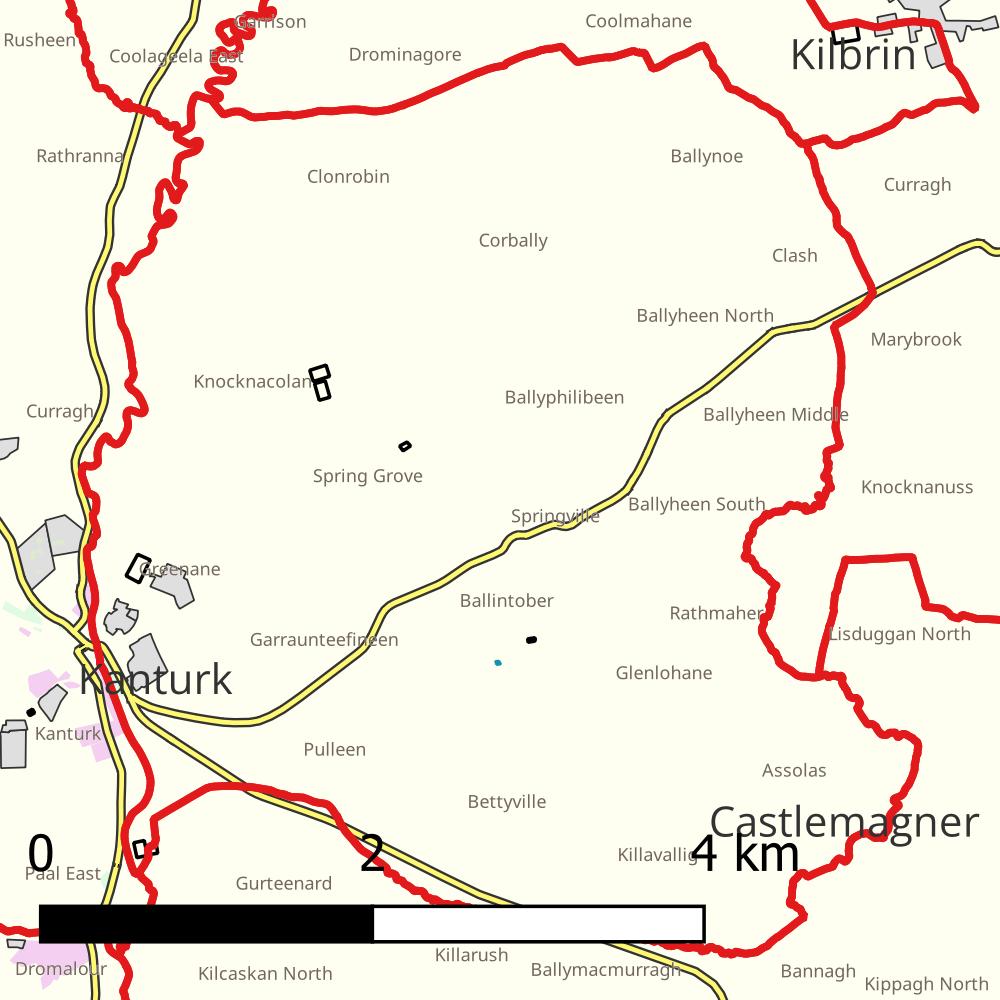 Garrison
Coolmahane
Rusheen
Coolageela East
Drominagore
Kilbrin
Rathranna
Ballynoe
Clonrobin
Curragh
Corbally
Clash
Ballyheen North
Marybrook
Knocknacolan
Ballyphilibeen
Curragh
Ballyheen Middle
Spring Grove
Knocknanuss
Springville
Ballyheen South
Greenane
Ballintober
Rathmaher
Garraunteefineen
Lisduggan North
Glenlohane
Kanturk
Kanturk
Pulleen
Assolas
Bettyville
Castlemagner
0
2
4 km
Killavallig
Paal East
Gurteenard
Killarush
Dromalour
Kilcaskan North
Ballymacmurragh
Bannagh
Kippagh North